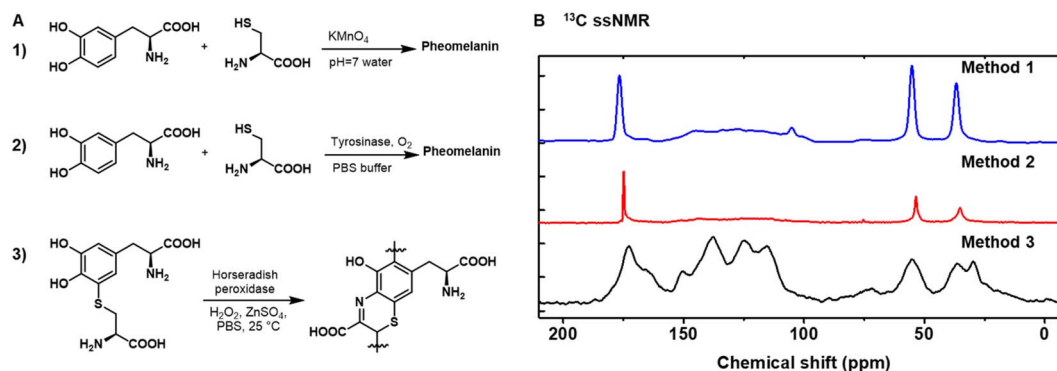 A
1)
HO
HO
COOH
NH₂
+
HS
H₂N
COOH
KMnO₄
pH=7 water
Pheomelanin
2)
HO
HO
COOH
NH₂
+
HS
H₂N
COOH
Tyrosinase, O₂
PBS buffer
Pheomelanin
3)
HO
HO
COOH
NH₂
S
H₂N
COOH
Horseradish
peroxidase
H₂O₂, ZnSO₄,
PBS, 25 °C
OH
COOH
NH₂
N
S
HOOC
B ¹³C ssNMR
Method 1
Method 2
Method 3
200 150 100 50 0
Chemical shift (ppm)